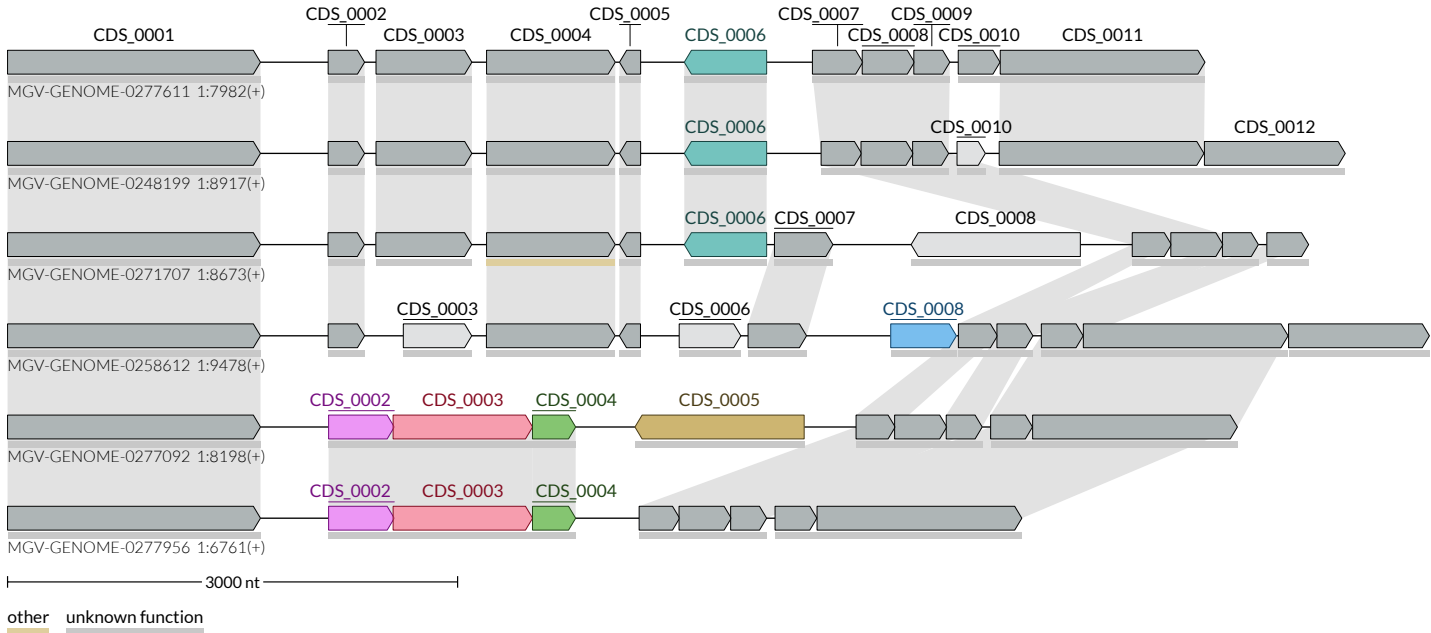 CDS_0002 CDS_0005 CDS_0007 CDS_0009
CDS_0001 CDS_0003 CDS_0004 CDS_0006 CDS_0008 CDS_0010 CDS_0011
MGV-GENOME-0277611 1:7982(+)
CDS_0006 CDS_0010 CDS_0012
MGV-GENOME-0248199 1:8917(+)
CDS_0006 CDS_0007 CDS_0008
MGV-GENOME-0271707 1:8673(+)
CDS_0003 CDS_0006 CDS_0008
MGV-GENOME-0258612 1:9478(+)
CDS_0002 CDS_0003 CDS_0004 CDS_0005
MGV-GENOME-0277092 1:8198(+)
CDS_0002 CDS_0003 CDS_0004
MGV-GENOME-0277956 1:6761(+)
3000 nt
other unknown function